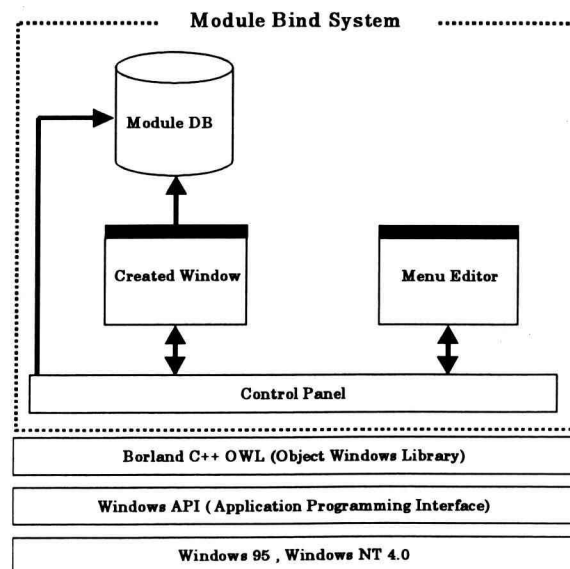 Module Bind System
Module DB
Created Window
Menu Editor
Control Panel
Borland C++ OWL (Object Windows Library)
Windows API ( Application Programming Interface)
Windows 95 , Windows NT 4.0